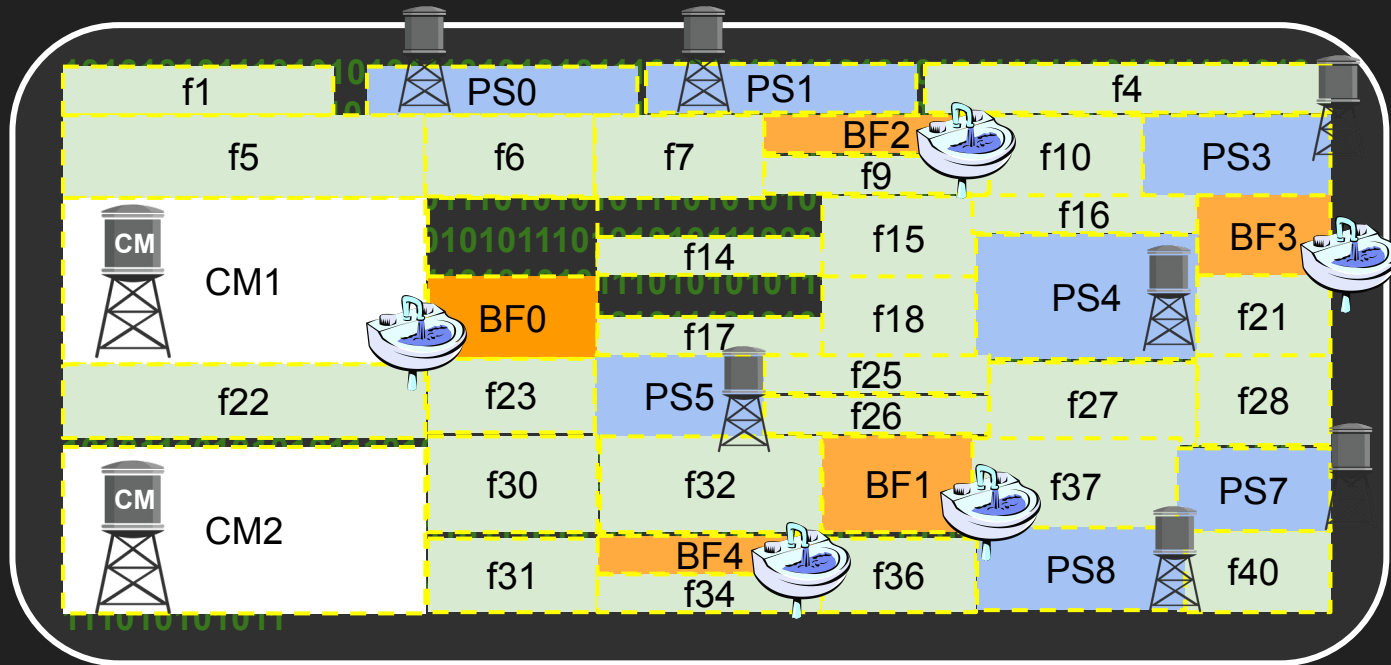 f1 PS0 PS1 f4
f5 f6 f7 BF2 f10 PS3
f9
CM CM1 f14 f15 f16 BF3
BF0 f17 f18 PS4 f21
f22 f23 PS5 f25 f27 f28
f26
CM CM2 f30 f32 BF1 f37 PS7
f31 BF4 f36 PS8 f40
f34
11101010101011